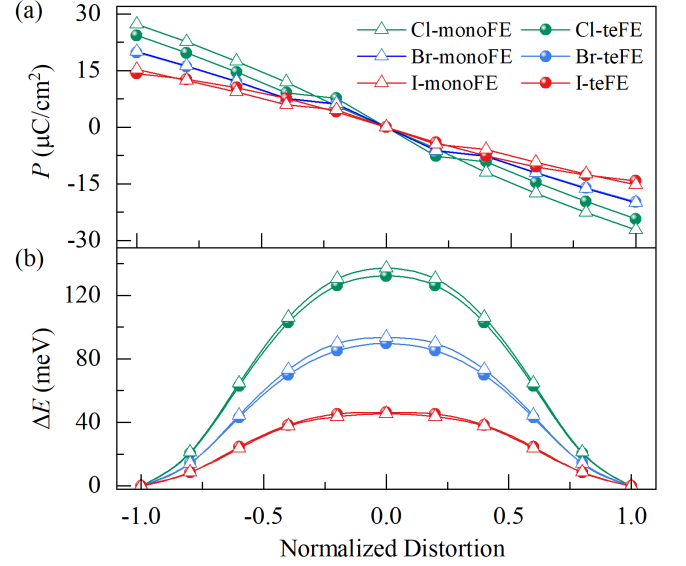 (a)
30
15
0
-15
-30
P (μC/cm²)
Cl-monoFE Cl-teFE
Br-monoFE Br-teFE
I-monoFE I-teFE
(b)
120
80
40
0
ΔE (meV)
-1.0 -0.5 0.0 0.5 1.0
Normalized Distortion